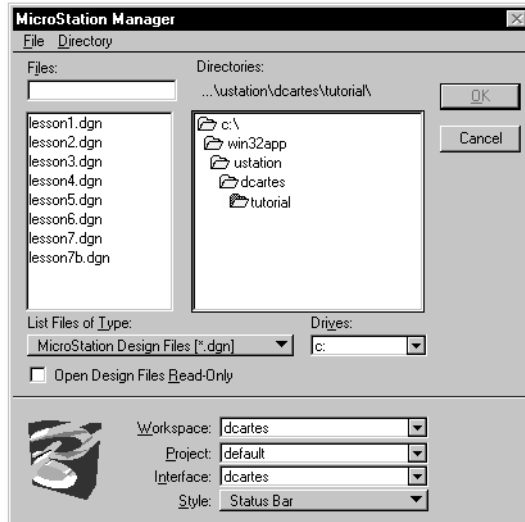 MicroStation Manager
File Directory
Files:
Directories:
...\ustation\dcartes\tutorial\
OK
Cancel
lesson1.dgn
lesson2.dgn
lesson3.dgn
lesson4.dgn
lesson5.dgn
lesson6.dgn
lesson7.dgn
lesson7b.dgn
c:\
win32app
ustation
dcartes
tutorial
List Files of Type:
MicroStation Design Files [*.dgn]
Drives:
c:
Open Design Files Read-Only
Workspace: dcartes
Project: default
Interface: dcartes
Style: Status Bar